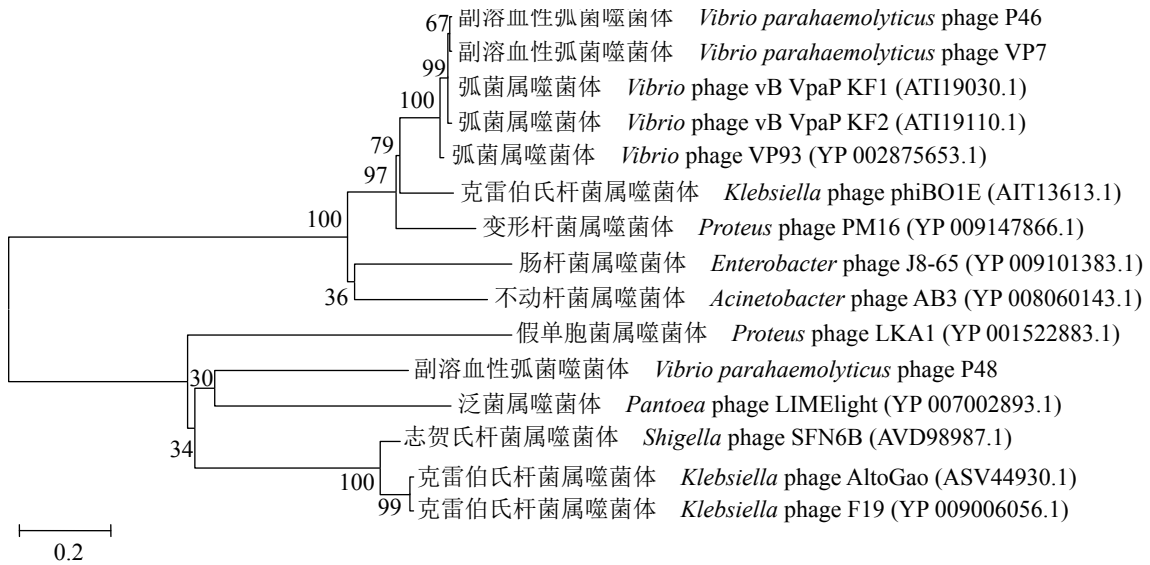 67 副溶血性弧菌噬菌体 Vibrio parahaemolyticus phage P46
副溶血性弧菌噬菌体 Vibrio parahaemolyticus phage VP7
99
弧菌属噬菌体 Vibrio phage vB VpaP KF1 (ATI19030.1)
100
弧菌属噬菌体 Vibrio phage vB VpaP KF2 (ATI19110.1)
79
弧菌属噬菌体 Vibrio phage VP93 (YP 002875653.1)
97
克雷伯氏杆菌属噬菌体 Klebsiella phage phiBO1E (AIT13613.1)
100
变形杆菌属噬菌体 Proteus phage PM16 (YP 009147866.1)
肠杆菌属噬菌体 Enterobacter phage J8-65 (YP 009101383.1)
36
不动杆菌属噬菌体 Acinetobacter phage AB3 (YP 008060143.1)
假单胞菌属噬菌体 Proteus phage LKA1 (YP 001522883.1)
30
副溶血性弧菌噬菌体 Vibrio parahaemolyticus phage P48
泛菌属噬菌体 Pantoea phage LIMElight (YP 007002893.1)
34
志贺氏杆菌属噬菌体 Shigella phage SFN6B (AVD98987.1)
100
克雷伯氏杆菌属噬菌体 Klebsiella phage AltoGao (ASV44930.1)
99 克雷伯氏杆菌属噬菌体 Klebsiella phage F19 (YP 009006056.1)
0.2